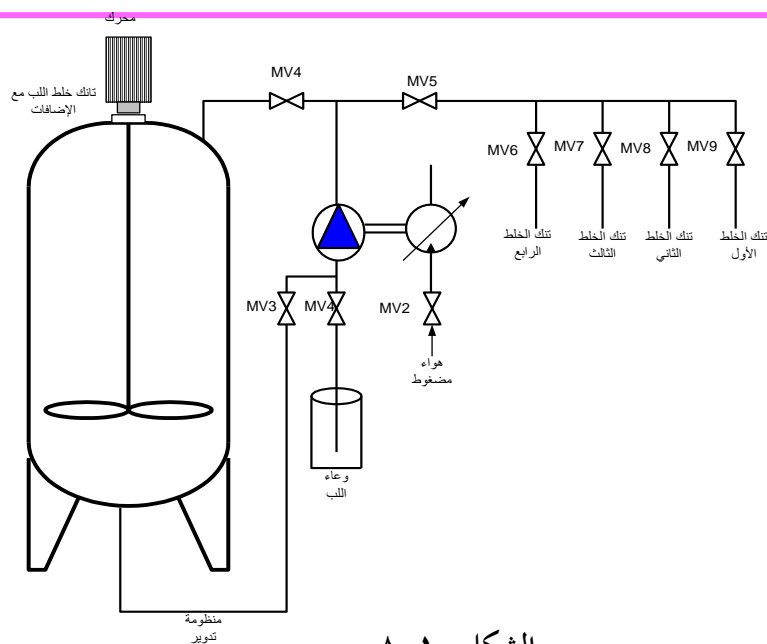 محرك
تانك خلط اللب مع
الإضافات
MV4
MV5
MV6
MV7
MV8
MV9
تنك الخلط
الرابع
تنك الخلط
الثالث
تنك الخلط
الثاني
تنك الخلط
الأول
MV3
MV4
MV2
هواء
مضغوط
وعاء
اللب
منظومة
تدوير